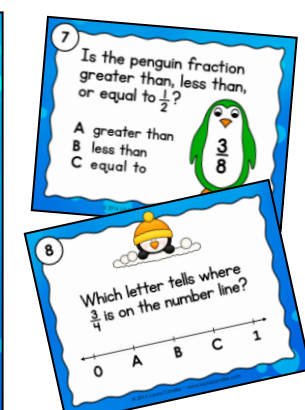 7
Is the penguin fraction
greater than, less than,
or equal to 1/2?
A greater than
B less than
C equal to
3/8
8
Which letter tells where
3/4 is on the number line?
0 A B C 1